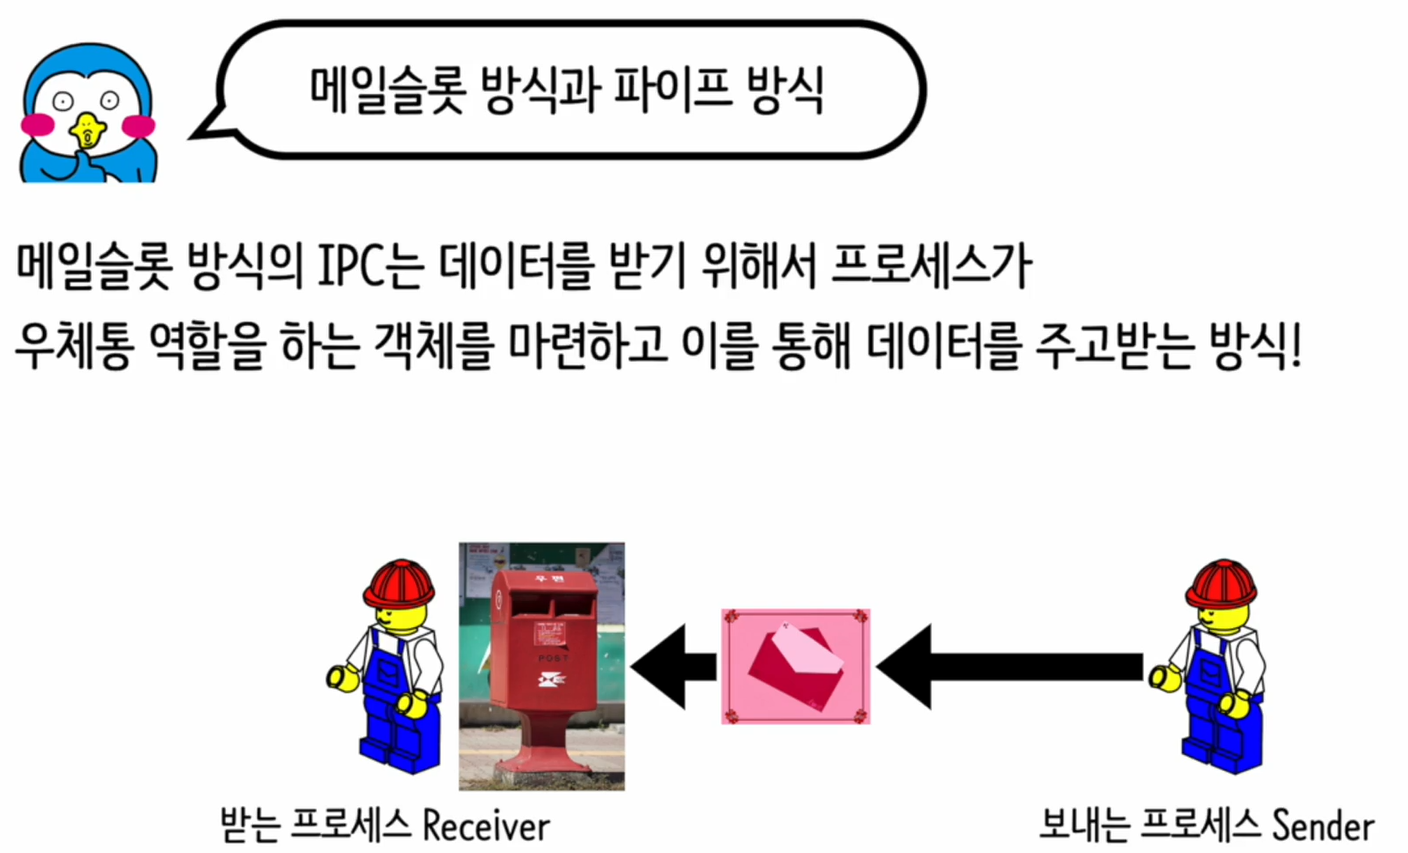 메일슬롯 방식과 파이프 방식
메일슬롯 방식의 IPC는 데이터를 받기 위해서 프로세스가
우체통 역할을 하는 객체를 마련하고 이를 통해 데이터를 주고받는 방식!
우편
POST
받는 프로세스 Receiver
보내는 프로세스 Sender